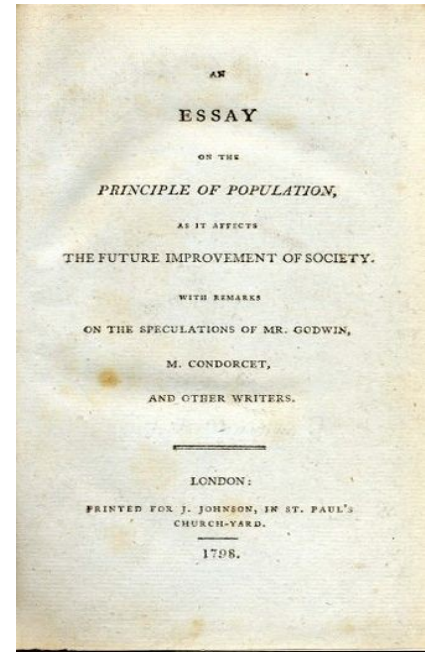 AN
ESSAY
ON THE
PRINCIPLE OF POPULATION,
AS IT AFFECTS
THE FUTURE IMPROVEMENT OF SOCIETY.
WITH REMARKS
ON THE SPECULATIONS OF MR. GODWIN,
M. CONDORCET,
AND OTHER WRITERS.
LONDON:
PRINTED FOR J. JOHNSON, IN ST. PAUL'S
CHURCH-YARD.
1798.